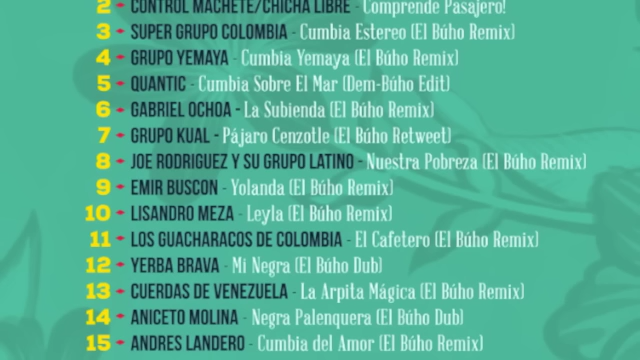 2 CONTROL MACHETE/CHICHA LIBRE - Comprende Pasajero!
3 SUPER GRUPO COLOMBIA - Cumbia Estereo (El Búho Remix)
4 GRUPO YEMAYA - Cumbia Yemaya (El Búho Remix)
5 QUANTIC - Cumbia Sobre El Mar (Dem-Búho Edit)
6 GABRIEL OCHOA - La Subienda (El Búho Remix)
7 GRUPO KUAL - Pájaro Cenzotle (El Búho Retweet)
8 JOE RODRIGUEZ Y SU GRUPO LATINO - Nuestra Pobreza (El Búho Remix)
9 EMIR BUSCON - Yolanda (El Búho Remix)
10 LISANDRO MEZA - Leyla (El Búho Remix)
11 LOS GUACHARACOS DE COLOMBIA - El Cafetero (El Búho Remix)
12 YERBA BRAVA - Mi Negra (El Búho Dub)
13 CUERDAS DE VENEZUELA - La Arpita Mágica (El Búho Remix)
14 ANICETO MOLINA - Negra Palenquera (El Búho Dub)
15 ANDRES LANDERO - Cumbia del Amor (El Búho Remix)